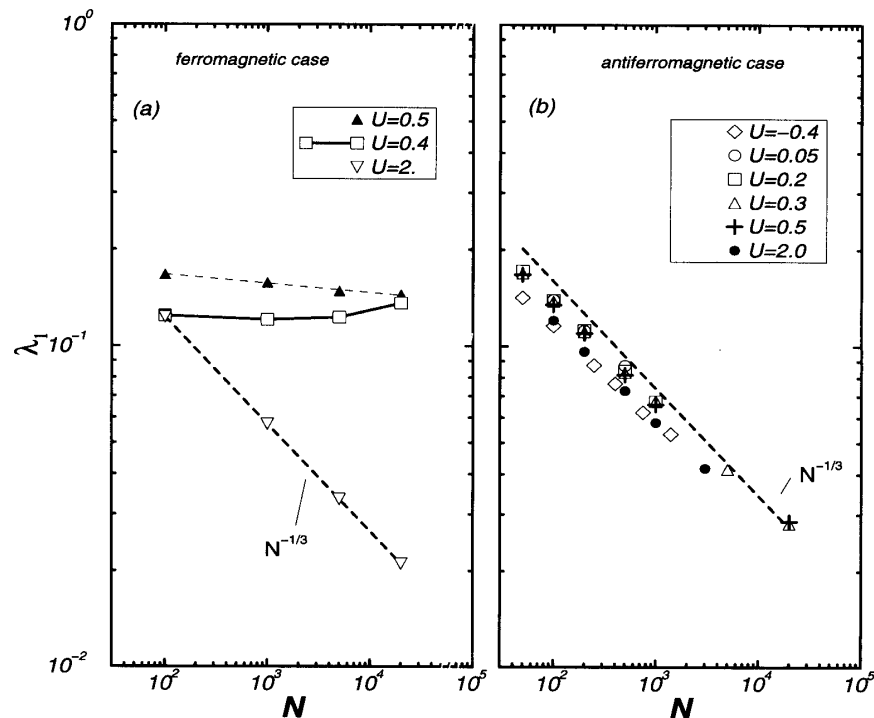 ferromagnetic case
(a)
U=0.5
U=0.4
U=2.
N^{-1/3}
10^0
10^{-1}
10^{-2}
λ_1
10^2 10^3 10^4 10^5
N
antiferromagnetic case
(b)
U=-0.4
U=0.05
U=0.2
U=0.3
U=0.5
U=2.0
N^{-1/3}
10^2 10^3 10^4 10^5
N